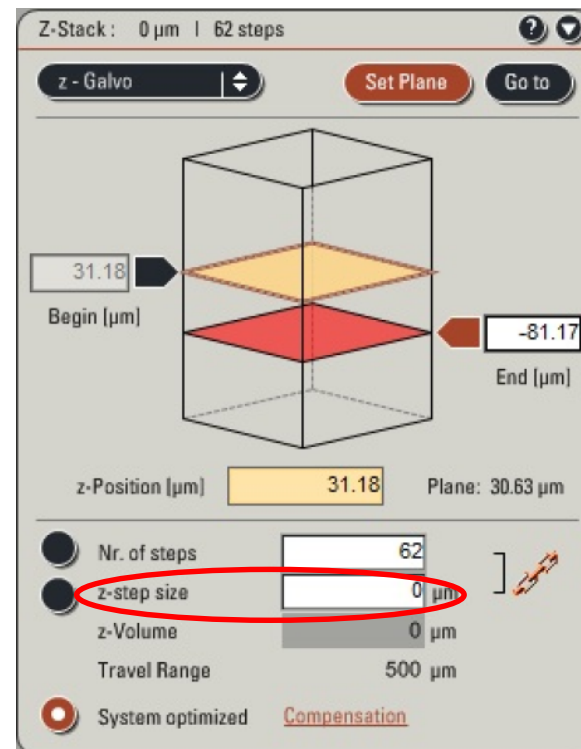 Z-Stack: 0 µm | 62 steps ?
z - Galvo Set Plane Go to
31.18
Begin [µm]
-81.17
End [µm]
z-Position [µm] 31.18 Plane: 30.63 µm
Nr. of steps 62
z-step size 0 µm
z-Volume 0 µm
Travel Range 500 µm
System optimized Compensation